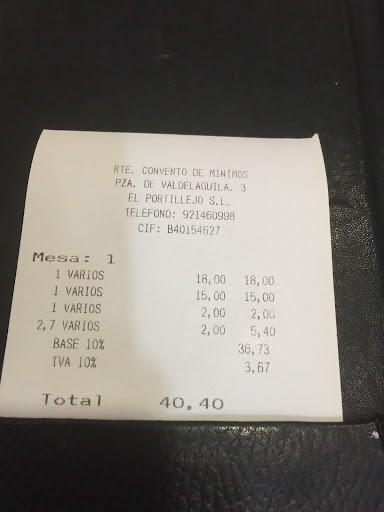 RTE. CONVENTO DE MINIMOS
PZA. DE VALDELAGUILA. 3
EL PORTILLEJO S.L.
TELEFONO: 921460998
CIF: B40154627
Mesa: 1
1 VARIOS 18,00 18,00
1 VARIOS 15,00 15,00
1 VARIOS 2,00 2,00
2,7 VARIOS 2,00 5,40
BASE 10% 36,73
IVA 10% 3,67
Total 40,40